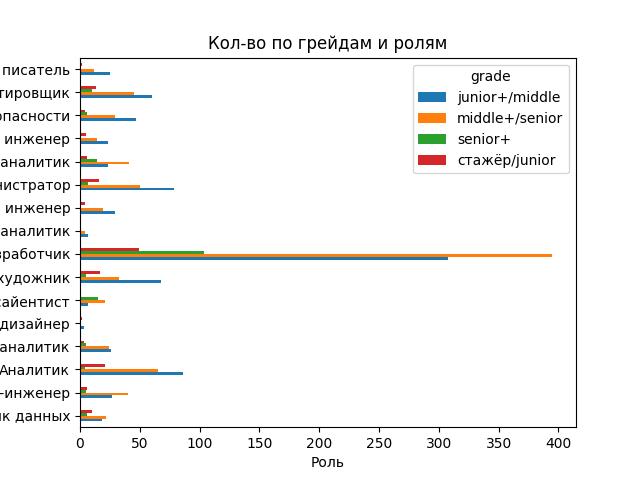 Кол-во по грейдам и ролям
писатель
тировщик
опасности
инженер
аналитик
нистратор
инженер
аналитик
зработчик
художник
сайентист
дизайнер
аналитик
Аналитик
-инженер
к данных
grade
junior+/middle
middle+/senior
senior+
стажёр/junior
0 50 100 150 200 250 300 350 400
Роль